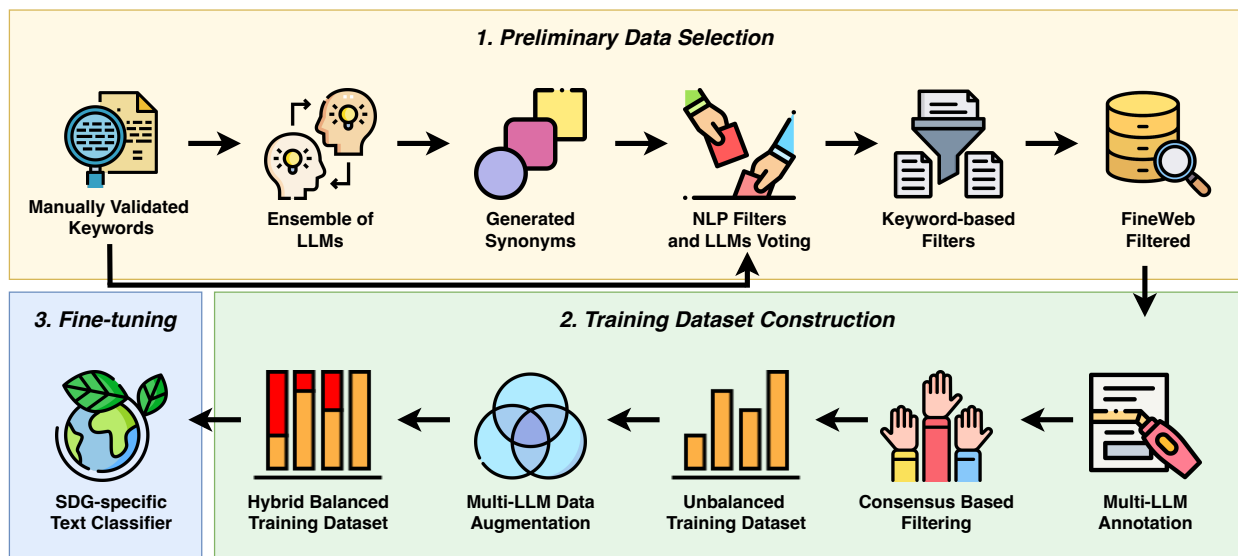 1. Preliminary Data Selection
Manually Validated
Keywords
Ensemble of
LLMs
Generated
Synonyms
NLP Filters
and LLMs Voting
Keyword-based
Filters
FineWeb
Filtered
3. Fine-tuning
2. Training Dataset Construction
SDG-specific
Text Classifier
Hybrid Balanced
Training Dataset
Multi-LLM Data
Augmentation
Unbalanced
Training Dataset
Consensus Based
Filtering
Multi-LLM
Annotation